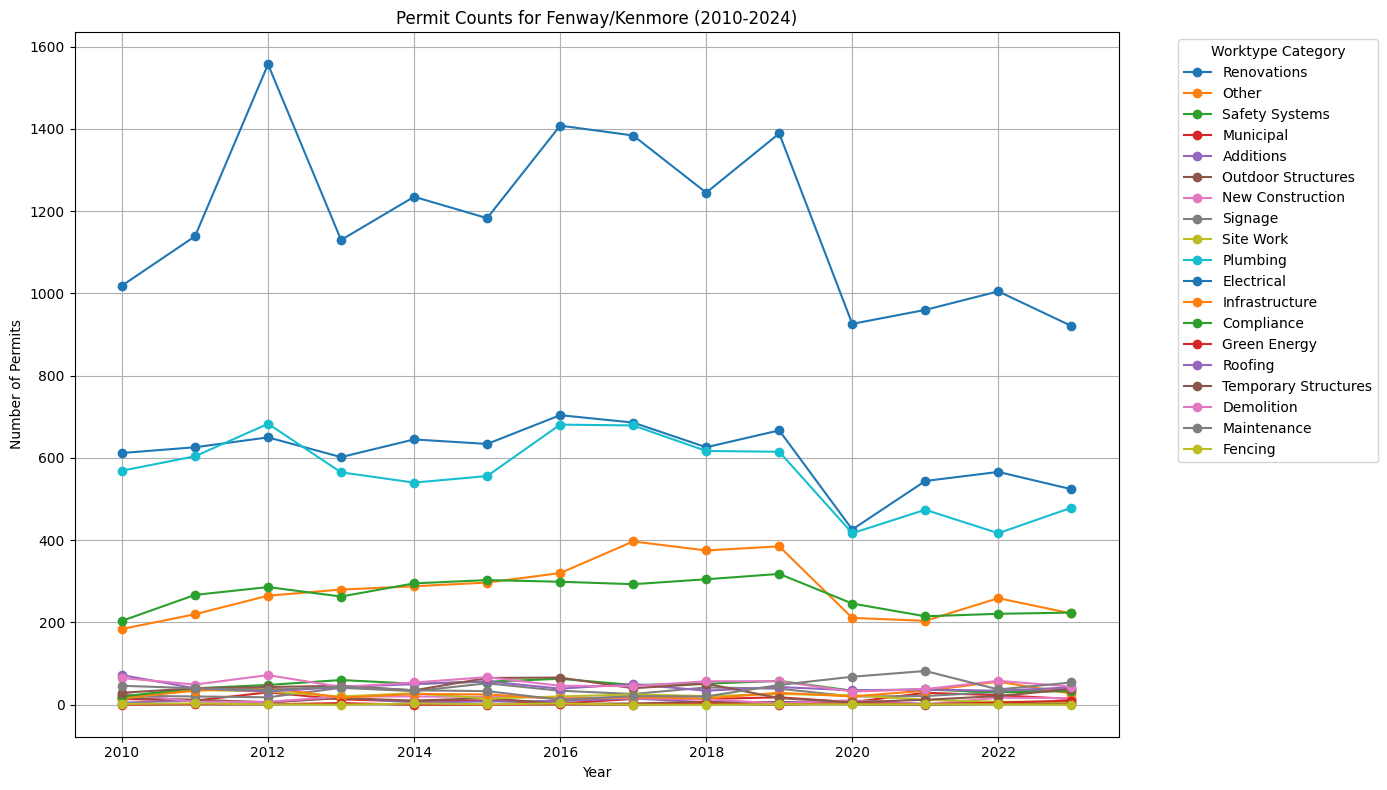 Permit Counts for Fenway/Kenmore (2010-2024)
1600
1400
1200
1000
800
600
400
200
0
Number of Permits
2010 2012 2014 2016 2018 2020 2022
Year
Worktype Category
Renovations
Other
Safety Systems
Municipal
Additions
Outdoor Structures
New Construction
Signage
Site Work
Plumbing
Electrical
Infrastructure
Compliance
Green Energy
Roofing
Temporary Structures
Demolition
Maintenance
Fencing